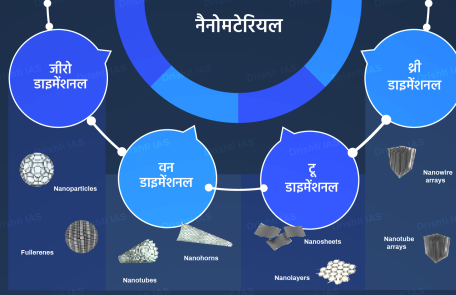 नैनोमटेरियल
जीरो
डाइमेंशनल
थ्री
डाइमेंशनल
वन
डाइमेंशनल
टू
डाइमेंशनल
Nanoparticles
Fullerenes
Nanotubes
Nanohorns
Nanosheets
Nanolayers
Nanowire
arrays
Nanotube
arrays